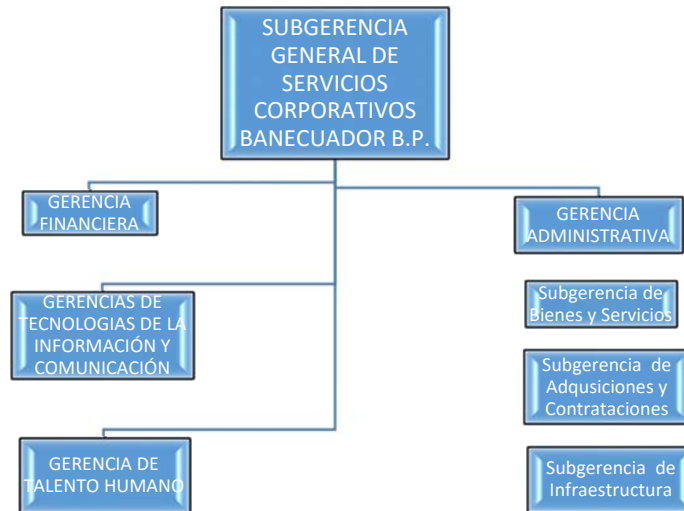 SUBGERENCIA
GENERAL DE
SERVICIOS
CORPORATIVOS
BANECUADOR B.P.
GERENCIA
FINANCIERA
GERENCIA
ADMINISTRATIVA
GERENCIAS DE
TECNOLOGIAS DE LA
INFORMACIÓN Y
COMUNICACIÓN
Subgerencia de
Bienes y Servicios
Subgerencia de
Adqusiciones y
Contrataciones
GERENCIA DE
TALENTO HUMANO
Subgerencia de
Infraestructura